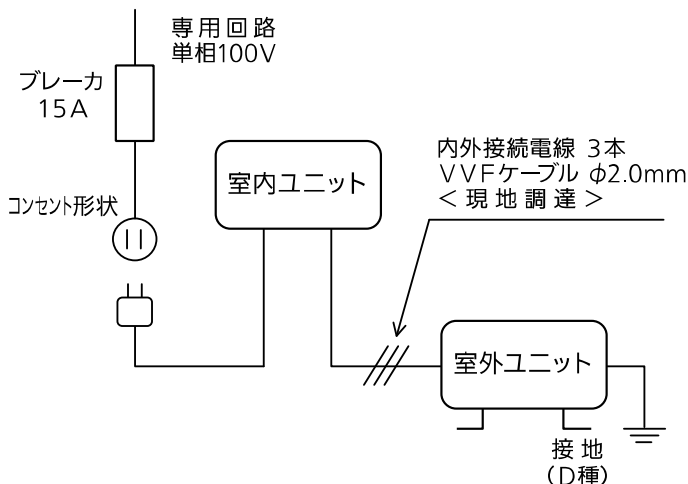 専用回路
単相100V
ブレーカ
15A
コンセント形状
室内ユニット
内外接続電線 3本
VVFケーブル φ2.0mm
<現地調達>
室外ユニット
接地
(D種)